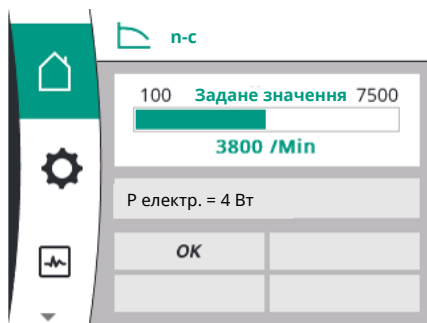 n-c
100 Задане значення 7500
3800 /Min
P електр. = 4 Вт
OK